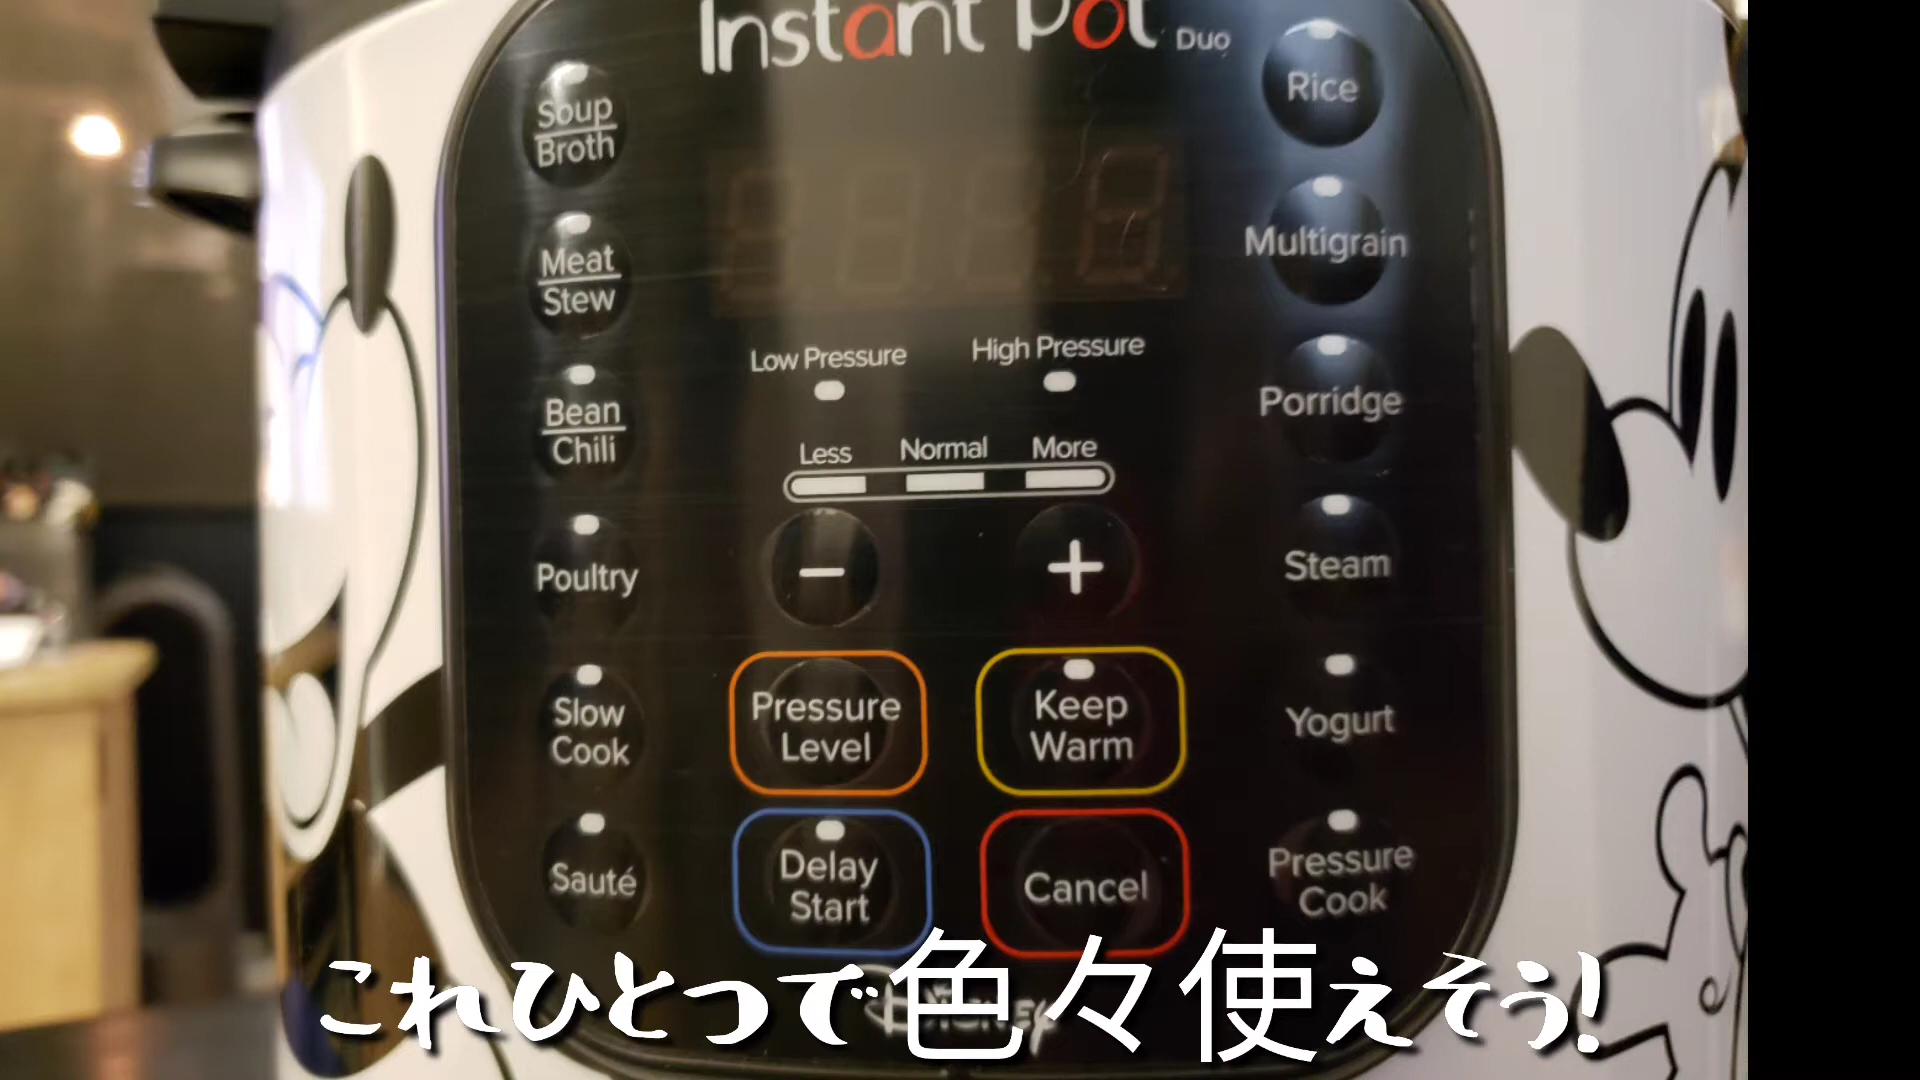 Instant Pot Duo
Soup
Broth
Meat
Stew
Bean
Chili
Poultry
Slow
Cook
Sauté
Low Pressure
High Pressure
Less
Normal
More
−
+
Pressure
Level
Keep
Warm
Delay
Start
Cancel
Rice
Multigrain
Porridge
Steam
Yogurt
Pressure
Cook
これひとつで色々使えそう!